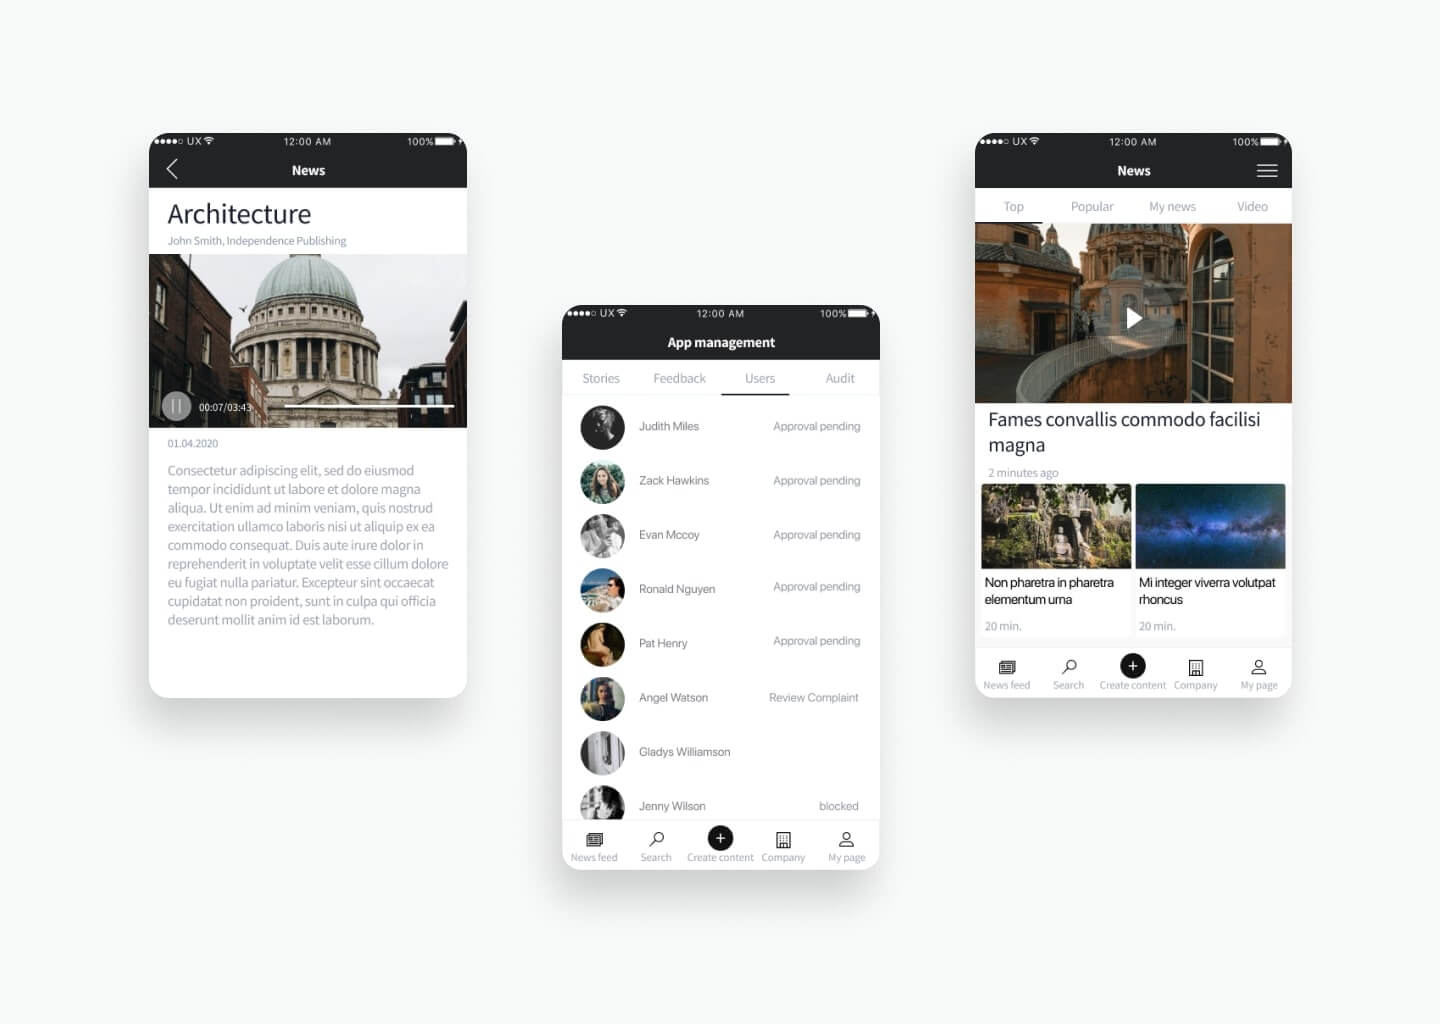 UX 12:00 AM 100%
News
Architecture
John Smith, Independence Publishing
00:07/03:43
01.04.2020
Consectetur adipiscing elit, sed do eiusmod
tempor incididunt ut labore et dolore magna
aliqua. Ut enim ad minim veniam, quis nostrud
exercitation ullamco laboris nisi ut aliquip ex ea
commodo consequat. Duis aute irure dolor in
reprehenderit in voluptate velit esse cillum dolore
eu fugiat nulla pariatur. Excepteur sint occaecat
cupidatat non proident, sunt in culpa qui officia
deserunt mollit anim id est laborum.
UX 12:00 AM 100%
App management
Stories Feedback Users Audit
Judith Miles Approval pending
Zack Hawkins Approval pending
Evan Mccoy Approval pending
Ronald Nguyen Approval pending
Pat Henry Approval pending
Angel Watson Review Complaint
Gladys Williamson
Jenny Wilson blocked
News feed Search Create content Company My page
UX 12:00 AM 100%
News
Top Popular My news Video
Fames convallis commodo facilisi
magna
2 minutes ago
Non pharetra in pharetra
elementum urna
20 min.
Mi integer viverra volutpat
rhoncus
20 min.
News feed Search Create content Company My page